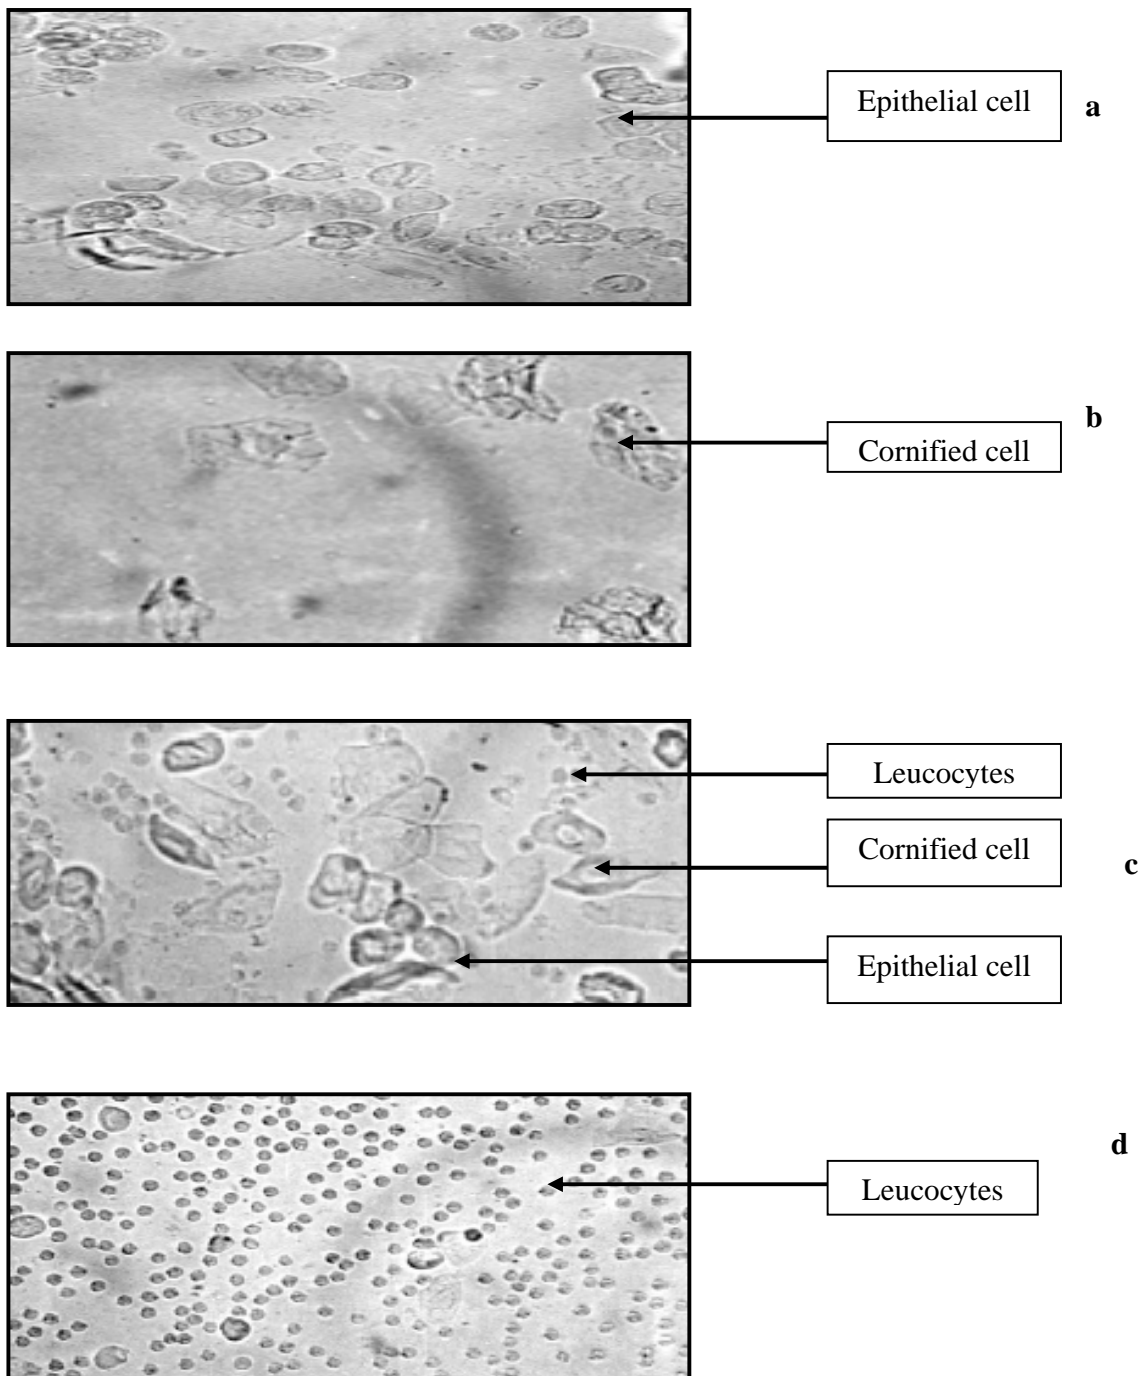 Epithelial cell
a
b
Cornified cell
Leucocytes
Cornified cell
c
Epithelial cell
d
Leucocytes